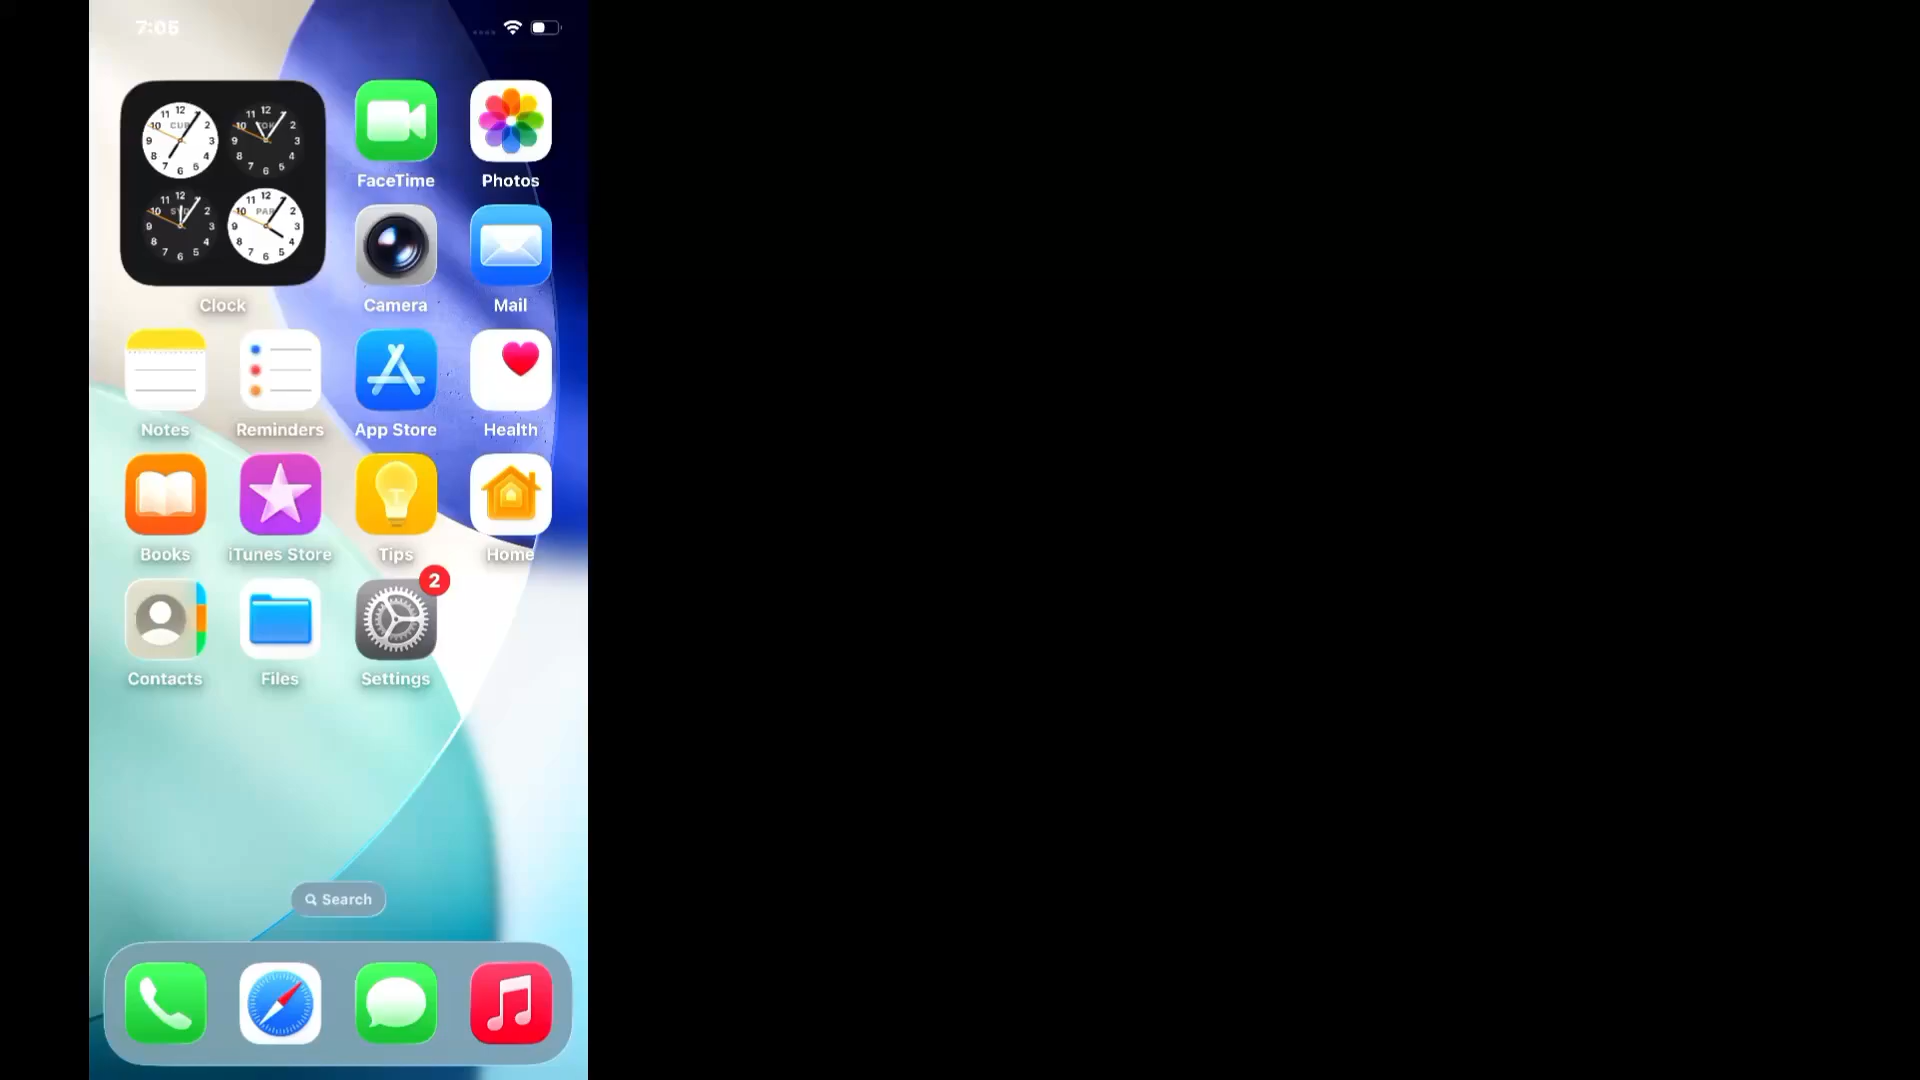 7:05
FaceTime
Photos
Camera
Mail
Clock
Notes
Reminders
App Store
Health
Books
iTunes Store
Tips
Home
2
Contacts
Files
Settings
Search